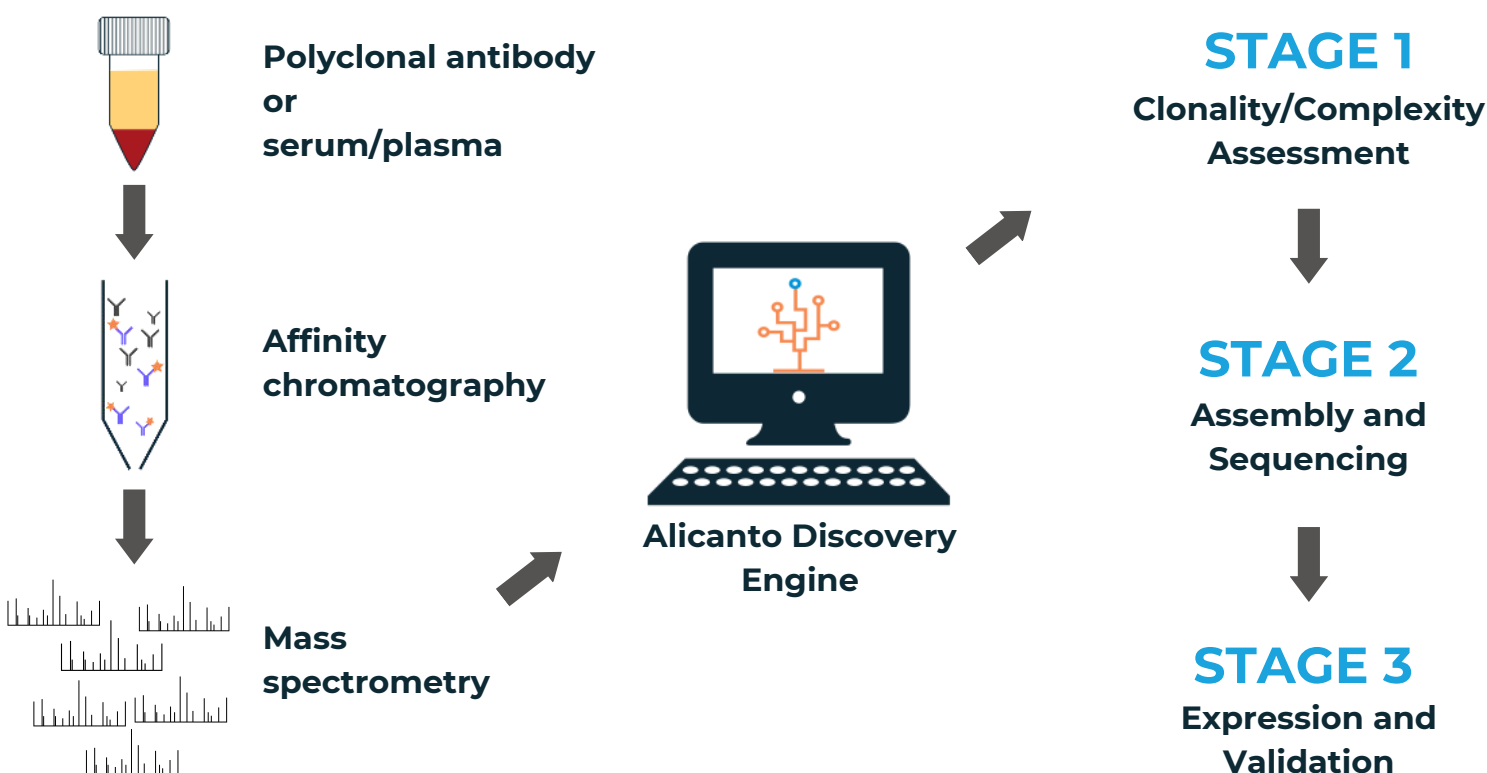 Polyclonal antibody
or
serum/plasma
Affinity
chromatography
Mass
spectrometry
Alicanto Discovery
Engine
STAGE 1
Clonality/Complexity
Assessment
STAGE 2
Assembly and
Sequencing
STAGE 3
Expression and
Validation